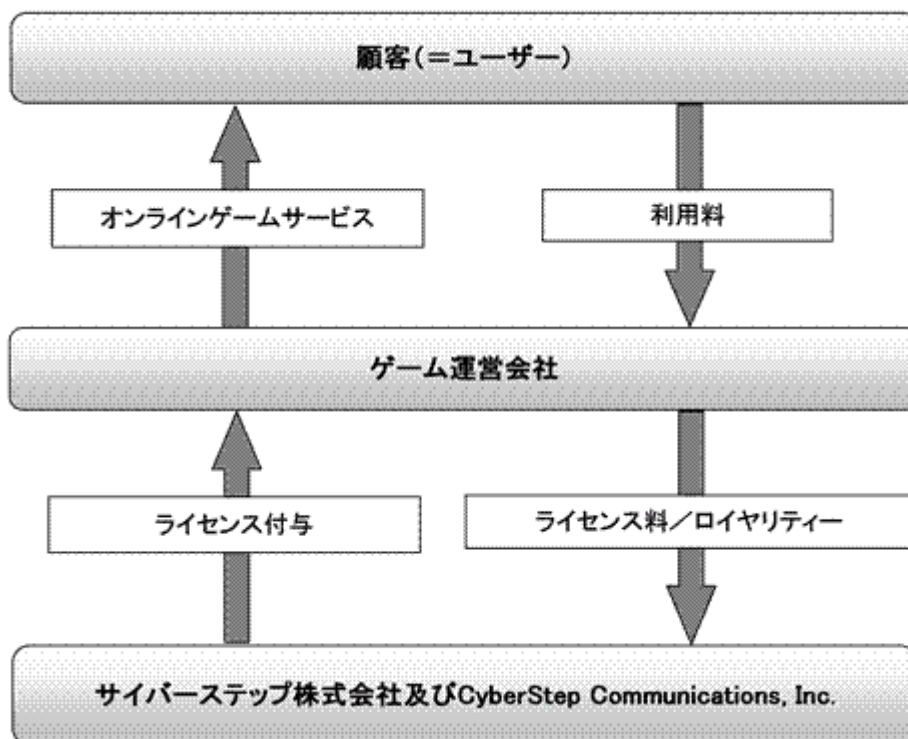 顧客(＝ユーザー)
オンラインゲームサービス
利用料
ゲーム運営会社
ライセンス付与
ライセンス料／ロイヤリティー
サイバーステップ株式会社及びCyberStep Communications, Inc.